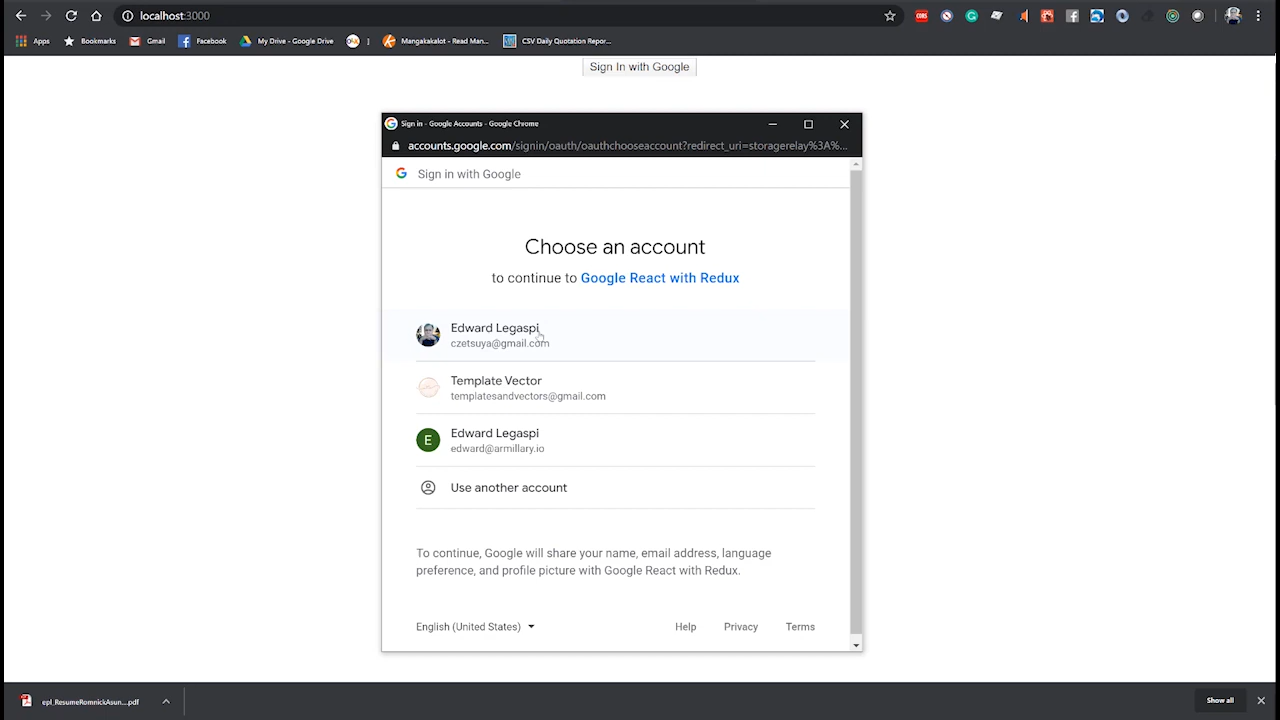 localhost:3000
Apps Bookmarks Gmail Facebook My Drive - Google Drive Mangakakalot - Read Man... CSV Daily Quotation Repor...
Sign In with Google
Sign in - Google Accounts - Google Chrome
accounts.google.com/signin/oauth/oauthchooseaccount?redirect_uri=storagerelay%3A%...
Sign in with Google
Choose an account
to continue to Google React with Redux
Edward Legaspi
czetsuya@gmail.com
Template Vector
templatesandvectors@gmail.com
E
Edward Legaspi
edward@armillary.io
Use another account
To continue, Google will share your name, email address, language
preference, and profile picture with Google React with Redux.
English (United States) Help Privacy Terms
epl_ResumeRomnickAsun....pdf Show all